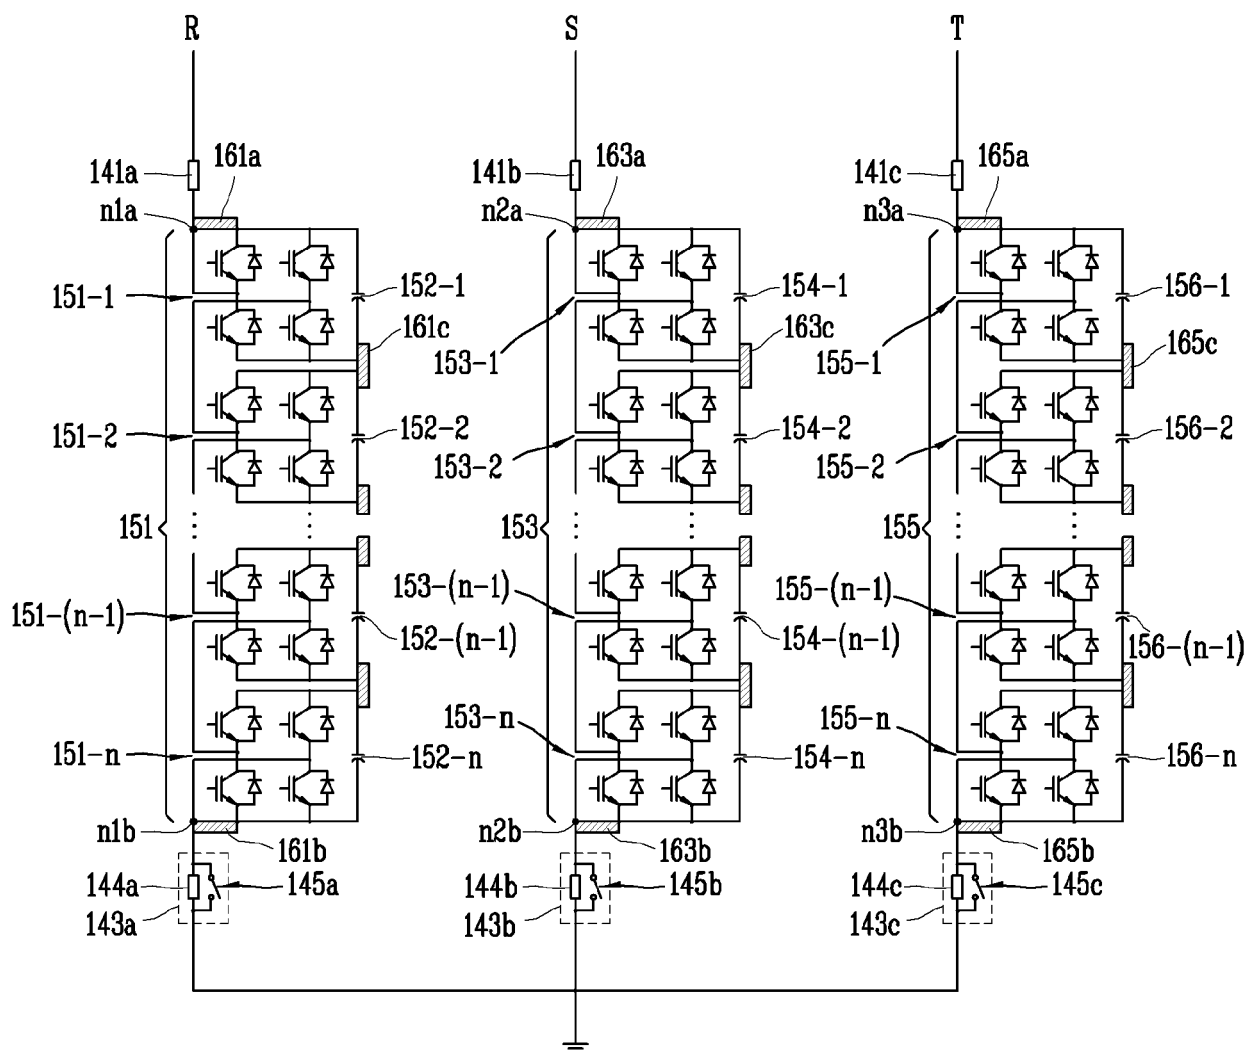 R S T
161a 163a 165a
141a 141b 141c
n1a n2a n3a
151-1 152-1 154-1 156-1
161c 163c 165c
153-1 155-1
151-2 152-2 154-2 156-2
153-2 155-2
151 153 155
153-(n-1) 155-(n-1)
151-(n-1) 152-(n-1) 154-(n-1) 156-(n-1)
153-n 155-n
151-n 152-n 154-n 156-n
n1b n2b n3b
161b 163b 165b
144a 145a 144b 145b 144c 145c
143a 143b 143c